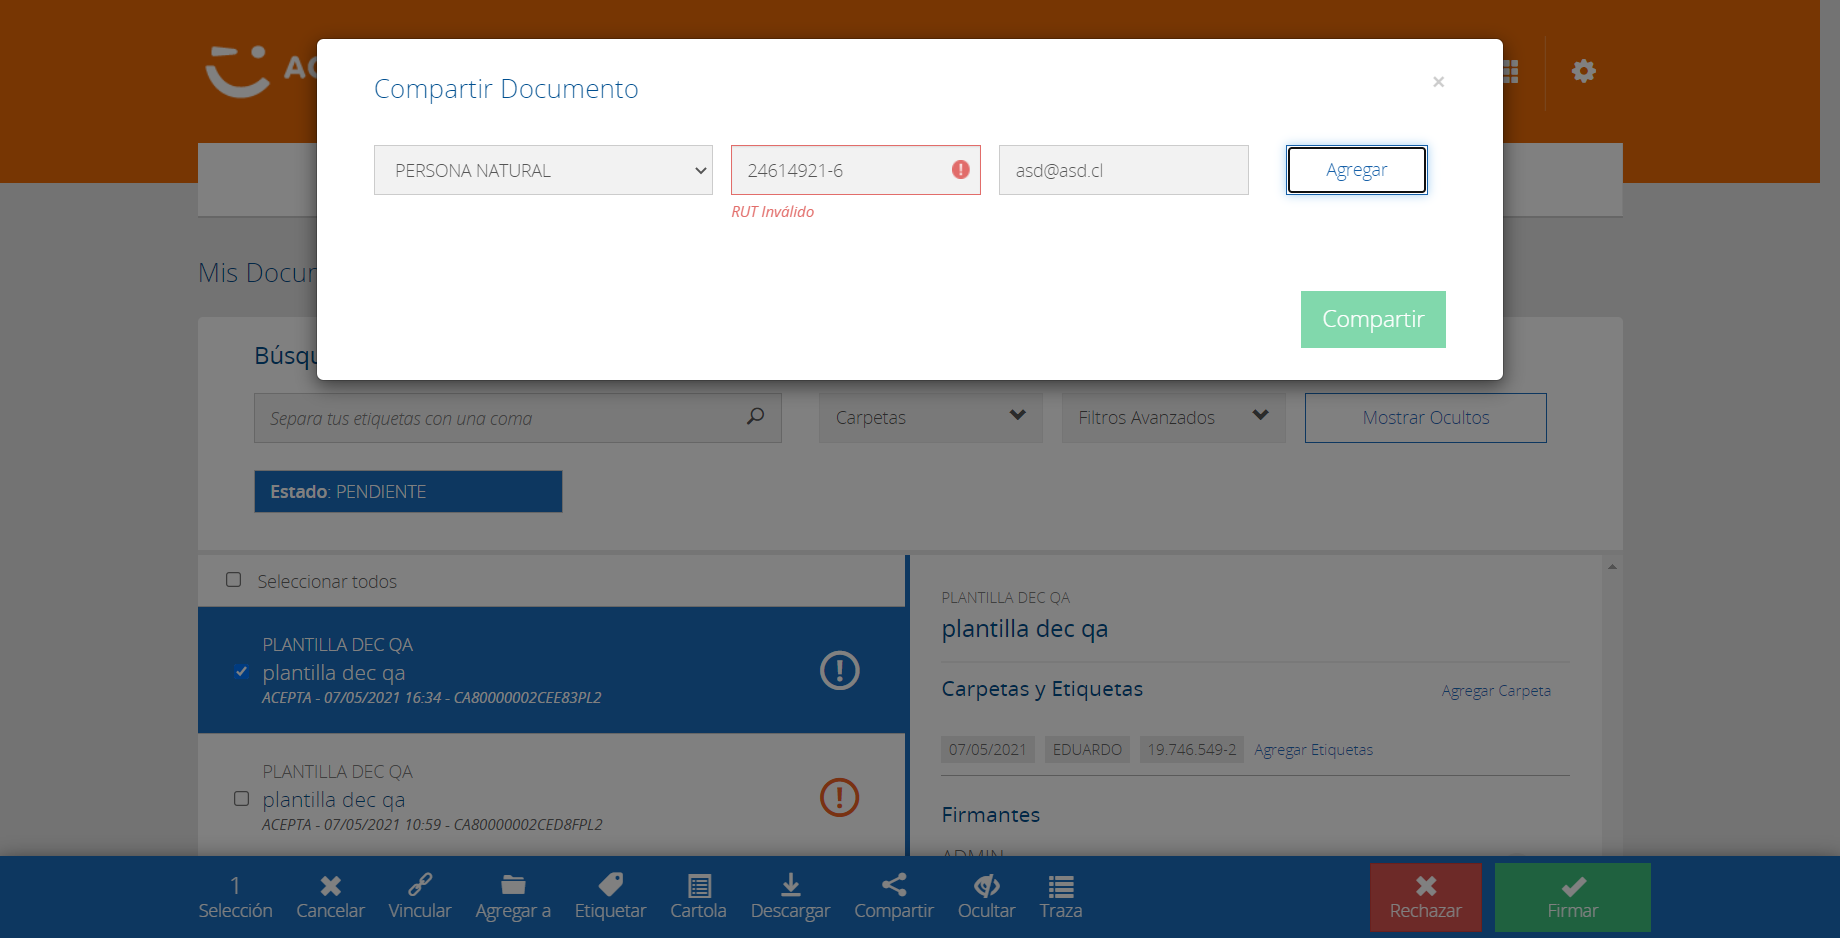 AC
Compartir Documento
×
PERSONA NATURAL
24614921-6
asd@asd.cl
Agregar
RUT Inválido
Compartir
Mis Docu
Búsqu
Separa tus etiquetas con una coma
Carpetas
Filtros Avanzados
Mostrar Ocultos
Estado: PENDIENTE
Seleccionar todos
PLANTILLA DEC QA
plantilla dec qa
ACEPTA - 07/05/2021 16:34 - CA80000002CEE83PL2
PLANTILLA DEC QA
plantilla dec qa
ACEPTA - 07/05/2021 10:59 - CA80000002CED8FPL2
PLANTILLA DEC QA
plantilla dec qa
Carpetas y Etiquetas
Agregar Carpeta
07/05/2021
EDUARDO
19.746.549-2
Agregar Etiquetas
Firmantes
ADMIN
1
Selección
Cancelar
Vincular
Agregar a
Etiquetar
Cartola
Descargar
Compartir
Ocultar
Traza
Rechazar
Firmar